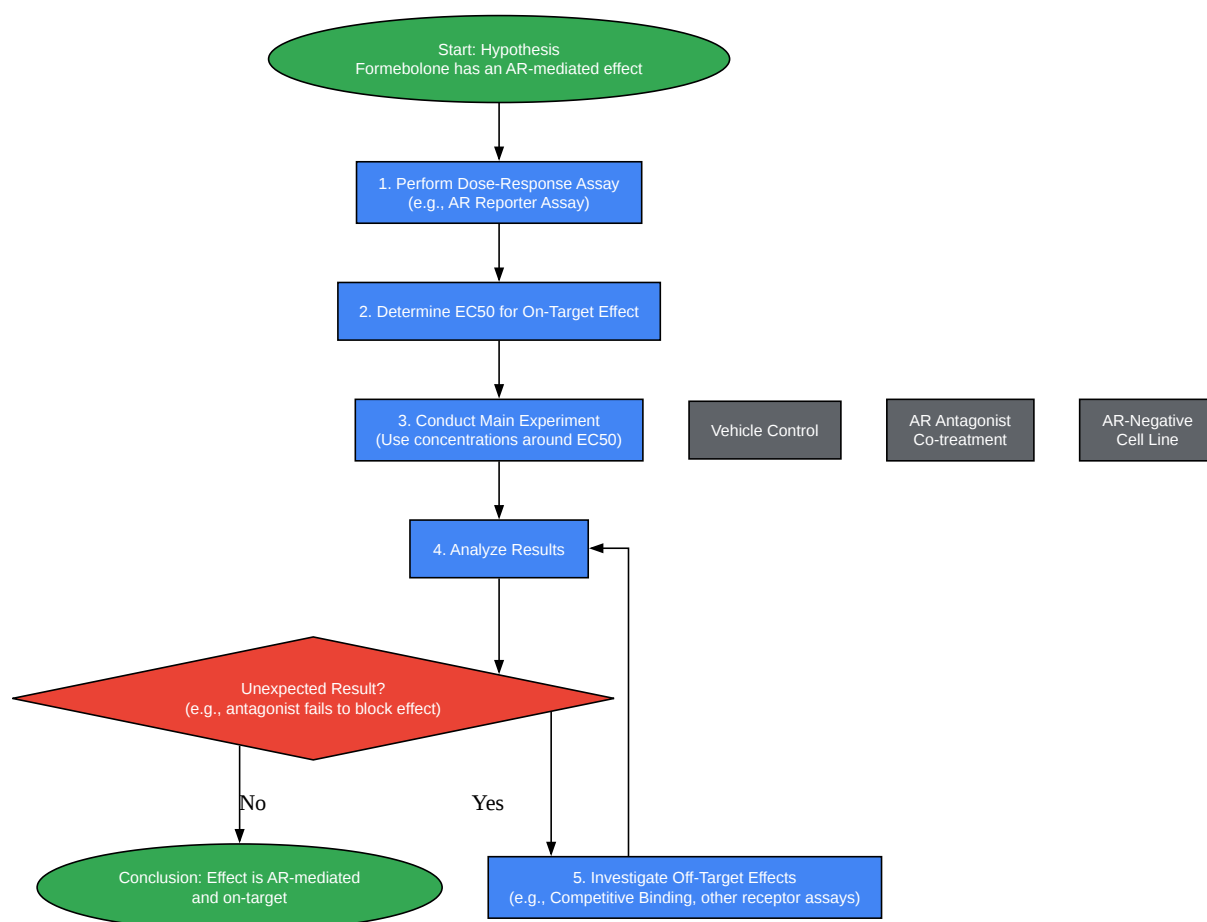 Start: Hypothesis
Formebolone has an AR-mediated effect
1. Perform Dose-Response Assay
(e.g., AR Reporter Assay)
2. Determine EC50 for On-Target Effect
3. Conduct Main Experiment
(Use concentrations around EC50)
Vehicle Control
AR Antagonist
Co-treatment
AR-Negative
Cell Line
4. Analyze Results
Unexpected Result?
(e.g., antagonist fails to block effect)
No
Yes
Conclusion: Effect is AR-mediated
and on-target
5. Investigate Off-Target Effects
(e.g., Competitive Binding, other receptor assays)